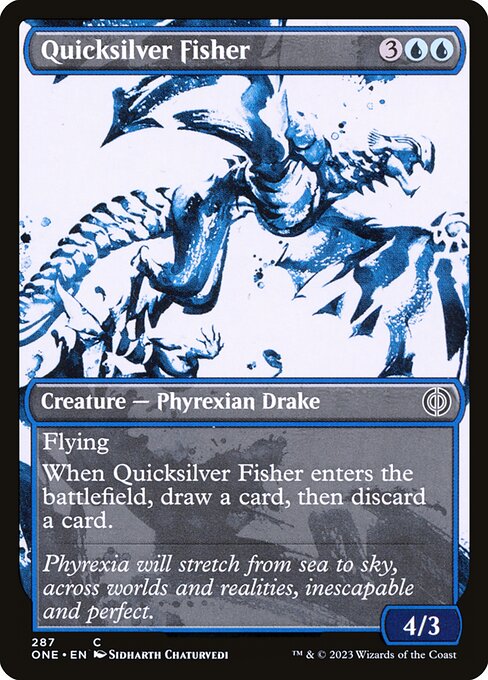 Quicksilver Fisher 3
Creature — Phyrexian Drake
Flying
When Quicksilver Fisher enters the
battlefield, draw a card, then discard
a card.
Phyrexia will stretch from sea to sky,
across worlds and realities, inescapable
and perfect.
4/3
287 C
ONE • EN Sidharth Chaturvedi ™ & © 2023 Wizards of the Coast